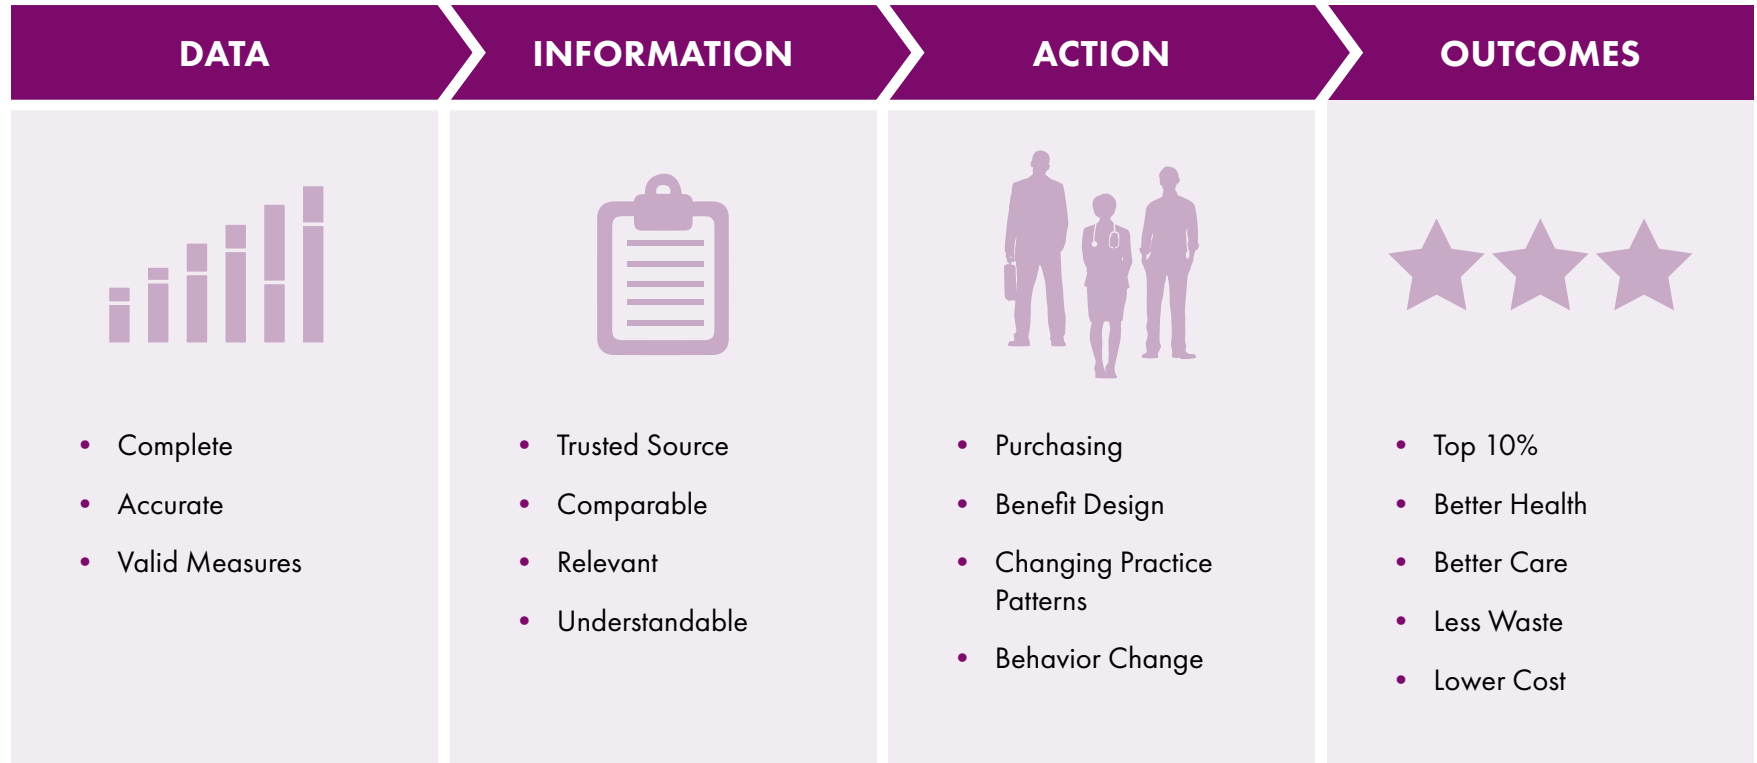 DATA
INFORMATION
ACTION
OUTCOMES
• Complete
• Accurate
• Valid Measures
• Trusted Source
• Comparable
• Relevant
• Understandable
• Purchasing
• Benefit Design
• Changing Practice
Patterns
• Behavior Change
• Top 10%
• Better Health
• Better Care
• Less Waste
• Lower Cost